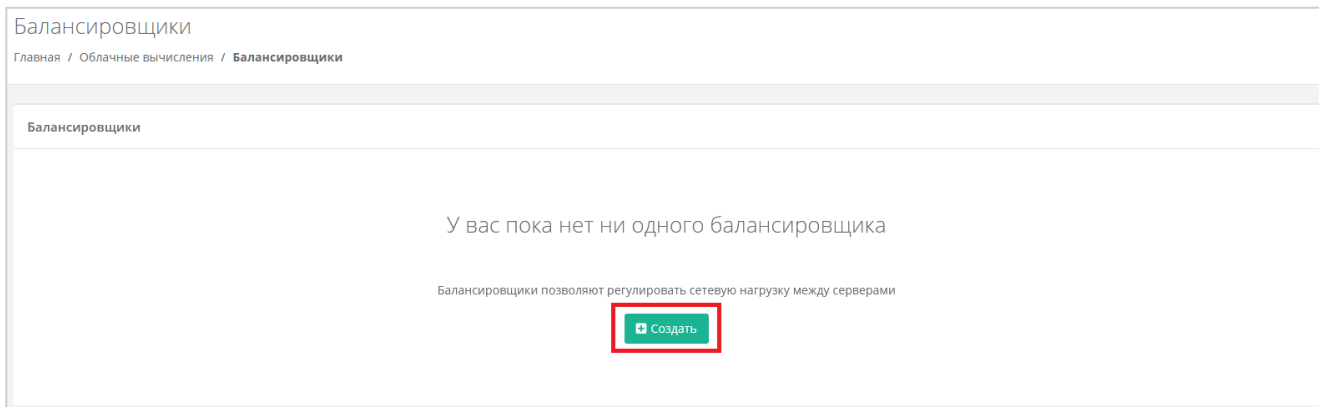 Балансировщики
Главная / Облачные вычисления / Балансировщики
Балансировщики
У вас пока нет ни одного балансировщика
Балансировщики позволяют регулировать сетевую нагрузку между серверами
Создать